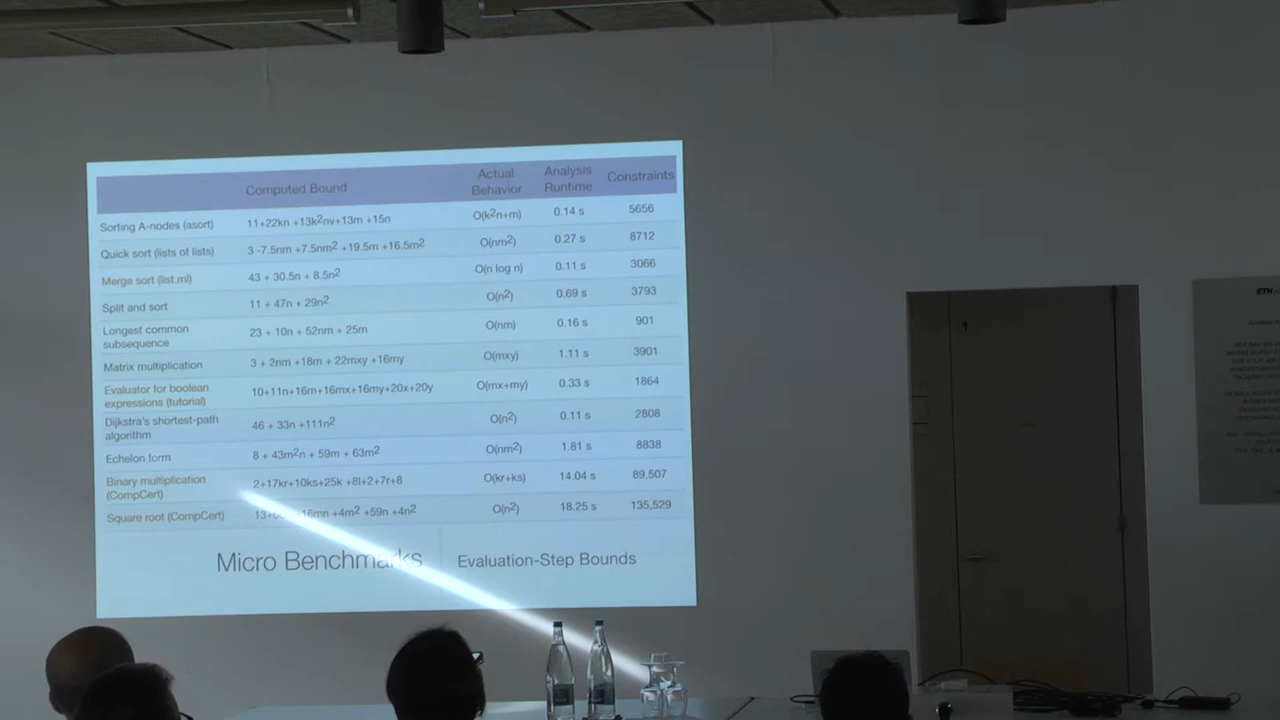 Computed Bound Actual Behavior Analysis Runtime Constraints
Sorting A-nodes (asort) 11+22kn +13k²nv+13m +15n O(k²n+m) 0.14 s 5656
Quick sort (lists of lists) 3 -7.5nm +7.5nm² +19.5m +16.5m² O(nm²) 0.27 s 8712
Merge sort (list.ml) 43 + 30.5n + 8.5n² O(n log n) 0.11 s 3066
Split and sort 11 + 47n + 29n² O(n²) 0.69 s 3793
Longest common subsequence 23 + 10n + 52nm + 25m O(nm) 0.16 s 901
Matrix multiplication 3 + 2nm +18m + 22mxy +16my O(mxy) 1.11 s 3901
Evaluator for boolean expressions (tutorial) 10+11n+16m+16mx+16my+20x+20y O(mx+my) 0.33 s 1864
Dijkstra's shortest-path algorithm 46 + 33n +111n² O(n²) 0.11 s 2808
Echelon form 8 + 43m²n + 59m + 63m² O(nm²) 1.81 s 8838
Binary multiplication (CompCert) 2+17kr+10ks+25k +8l+2+7r+8 O(kr+ks) 14.04 s 89,507
Square root (CompCert) +4m² +59n +4n² O(n²) 18.25 s 135,529
Micro Benchmarks Evaluation-Step Bounds
ETH